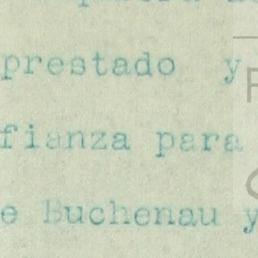 prestado y
fianza para
e Buchenau y